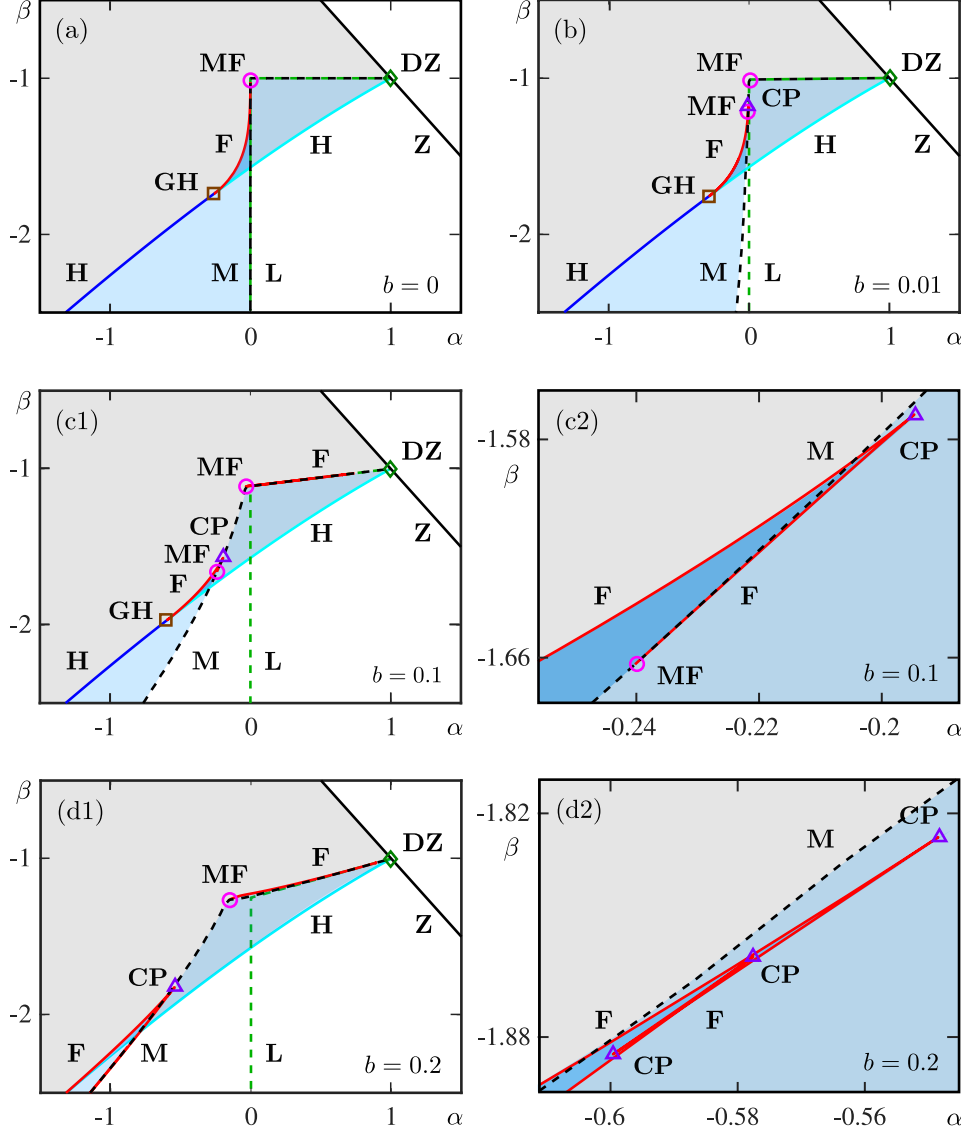 β
(a)
MF
DZ
-1
F
H
Z
GH
-2
H
M
L
b = 0
-1
0
1
α
β
(b)
MF
DZ
-1
MF
CP
F
H
Z
GH
-2
H
M
L
b = 0.01
-1
0
1
α
β
(c1)
F
DZ
-1
MF
CP
H
Z
MF
F
GH
-2
H
M
L
b = 0.1
-1
0
1
α
(c2)
-1.58
M
CP
β
F
F
-1.66
MF
b = 0.1
-0.24
-0.22
-0.2
α
β
(d1)
F
DZ
-1
MF
H
Z
CP
-2
F
M
L
b = 0.2
-1
0
1
α
(d2)
-1.82
CP
β
M
CP
F
F
-1.88
CP
b = 0.2
-0.6
-0.58
-0.56
α